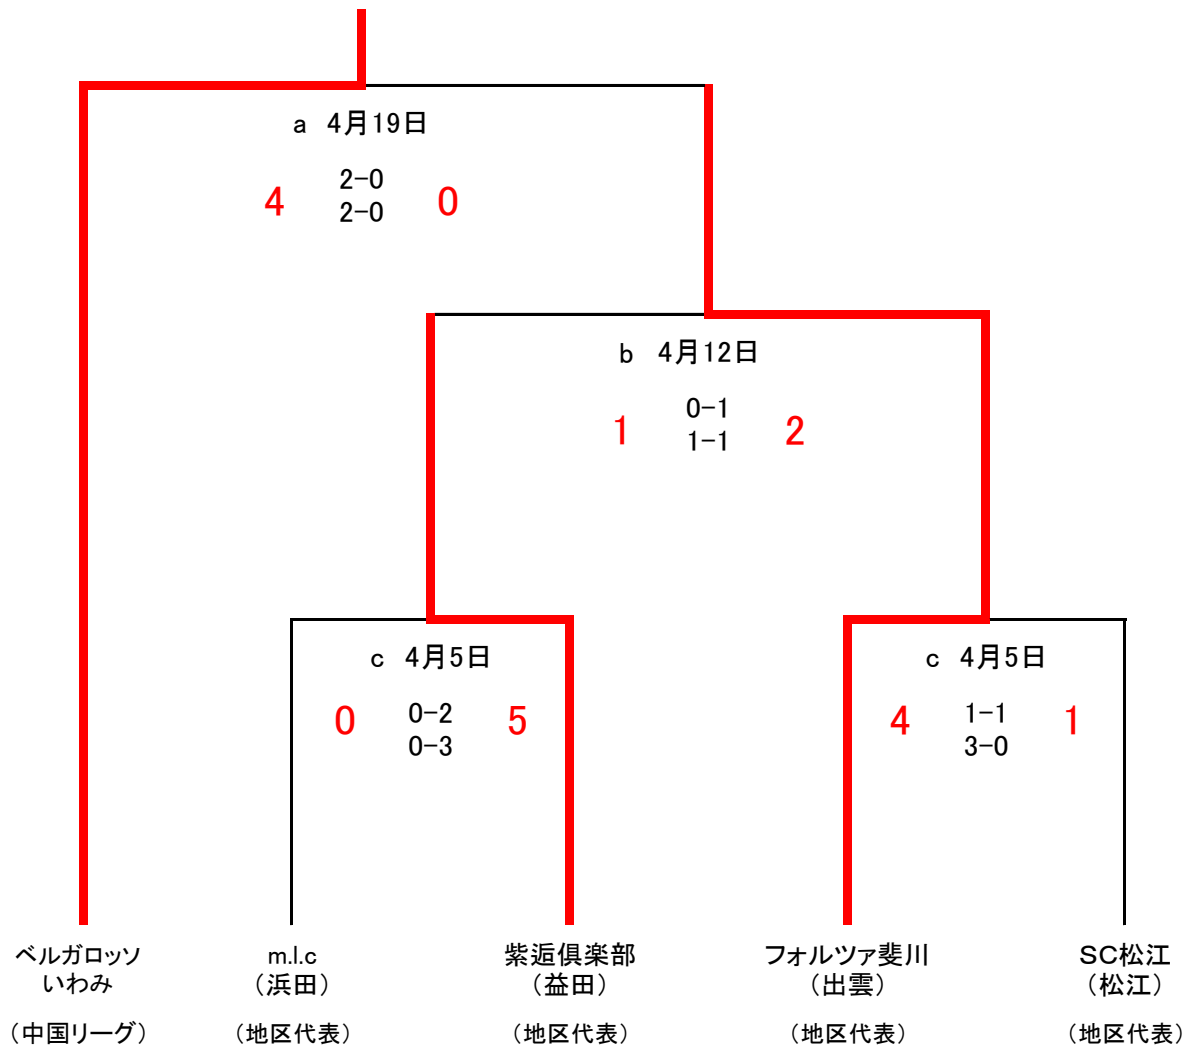 a 4月19日
2-0
4 0
2-0
b 4月12日
0-1
1 2
1-1
c 4月5日 c 4月5日
0-2 1-1
0 5 4 1
0-3 3-0
ベルガロッソ m.l.c 紫逅倶楽部 フォルツァ斐川 SC松江
いわみ （浜田） （益田） （出雲） （松江）
（中国リーグ） （地区代表） （地区代表） （地区代表） （地区代表）